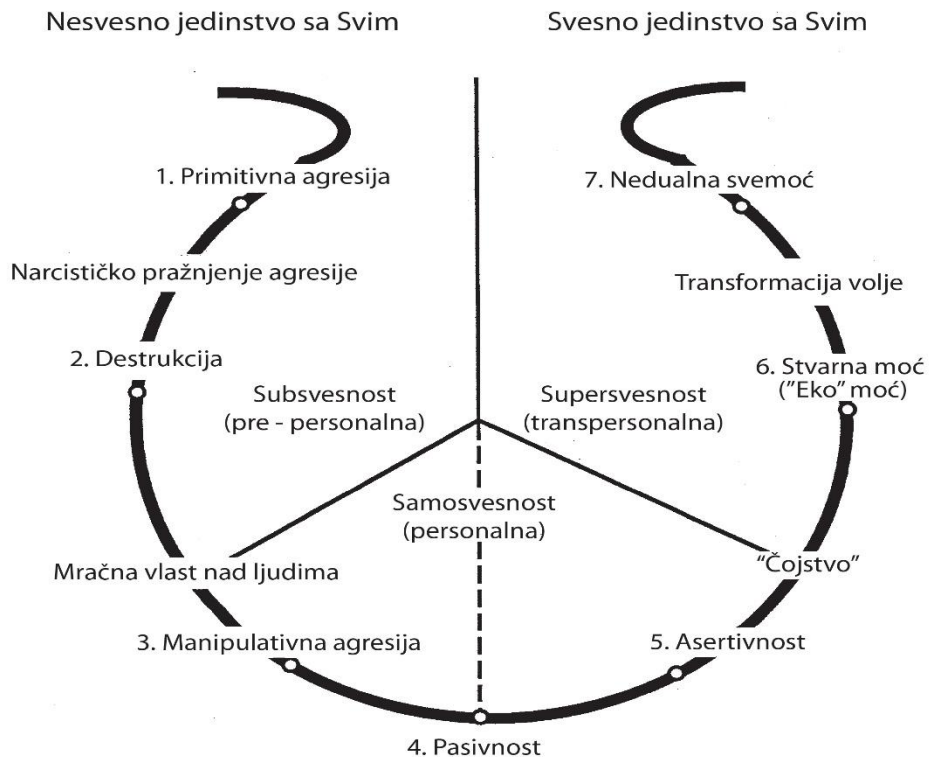 Nesvesno jedinstvo sa Svim
Svesno jedinstvo sa Svim
1. Primitivna agresija
7. Nedualna svemoć
Narcističko pražnjenje agresije
Transformacija volje
2. Destrukcija
6. Stvarna moć
("Eko" moć)
Subsvesnost
(pre - personalna)
Supersvesnost
(transpersonalna)
Samosvesnost
(personalna)
Mračna vlast nad ljudima
"Čojstvo"
3. Manipulativna agresija
5. Asertivnost
4. Pasivnost